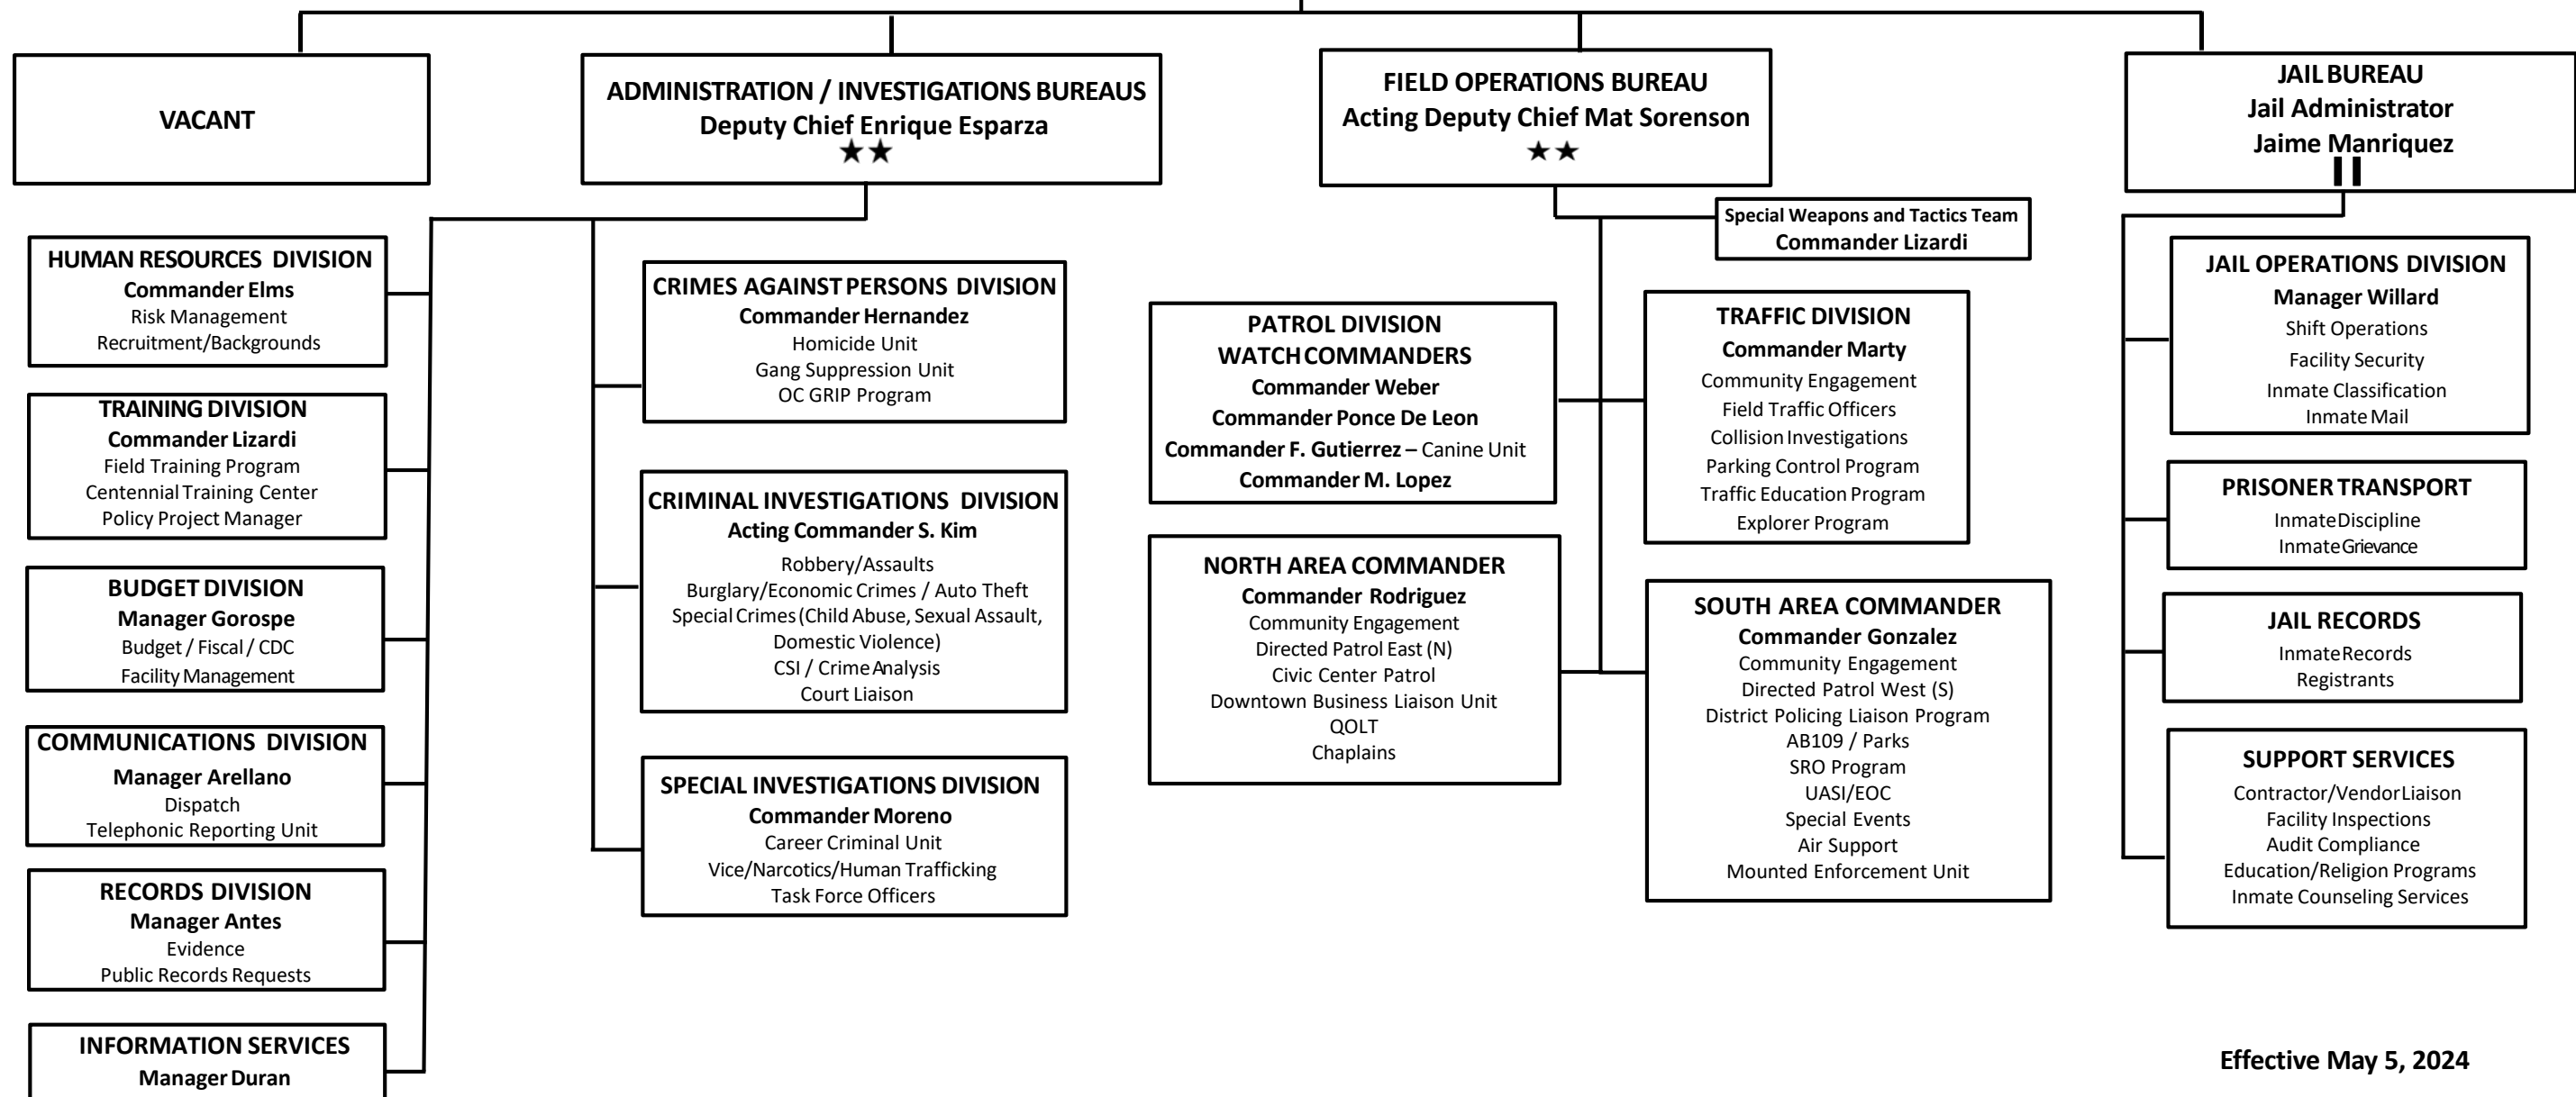 VACANT
ADMINISTRATION / INVESTIGATIONS BUREAUS
Deputy Chief Enrique Esparza
FIELD OPERATIONS BUREAU
Acting Deputy Chief Mat Sorenson
JAIL BUREAU
Jail Administrator
Jaime Manriquez
HUMAN RESOURCES DIVISION
Commander Elms
Risk Management
Recruitment/Backgrounds
TRAINING DIVISION
Commander Lizardi
Field Training Program
Centennial Training Center
Policy Project Manager
BUDGET DIVISION
Manager Gorospe
Budget / Fiscal / CDC
Facility Management
COMMUNICATIONS DIVISION
Manager Arellano
Dispatch
Telephonic Reporting Unit
RECORDS DIVISION
Manager Antes
Evidence
Public Records Requests
INFORMATION SERVICES
Manager Duran
CRIMES AGAINST PERSONS DIVISION
Commander Hernandez
Homicide Unit
Gang Suppression Unit
OC GRIP Program
CRIMINAL INVESTIGATIONS DIVISION
Acting Commander S. Kim
Robbery/Assaults
Burglary/Economic Crimes / Auto Theft
Special Crimes (Child Abuse, Sexual Assault,
Domestic Violence)
CSI / Crime Analysis
Court Liaison
SPECIAL INVESTIGATIONS DIVISION
Commander Moreno
Career Criminal Unit
Vice/Narcotics/Human Trafficking
Task Force Officers
Special Weapons and Tactics Team
Commander Lizardi
PATROL DIVISION
WATCH COMMANDERS
Commander Weber
Commander Ponce De Leon
Commander F. Gutierrez – Canine Unit
Commander M. Lopez
NORTH AREA COMMANDER
Commander Rodriguez
Community Engagement
Directed Patrol East (N)
Civic Center Patrol
Downtown Business Liaison Unit
QOLT
Chaplains
TRAFFIC DIVISION
Commander Marty
Community Engagement
Field Traffic Officers
Collision Investigations
Parking Control Program
Traffic Education Program
Explorer Program
SOUTH AREA COMMANDER
Commander Gonzalez
Community Engagement
Directed Patrol West (S)
District Policing Liaison Program
AB109 / Parks
SRO Program
UASI/EOC
Special Events
Air Support
Mounted Enforcement Unit
JAIL OPERATIONS DIVISION
Manager Willard
Shift Operations
Facility Security
Inmate Classification
Inmate Mail
PRISONER TRANSPORT
Inmate Discipline
Inmate Grievance
JAIL RECORDS
Inmate Records
Registrants
SUPPORT SERVICES
Contractor/Vendor Liaison
Facility Inspections
Audit Compliance
Education/Religion Programs
Inmate Counseling Services
Effective May 5, 2024